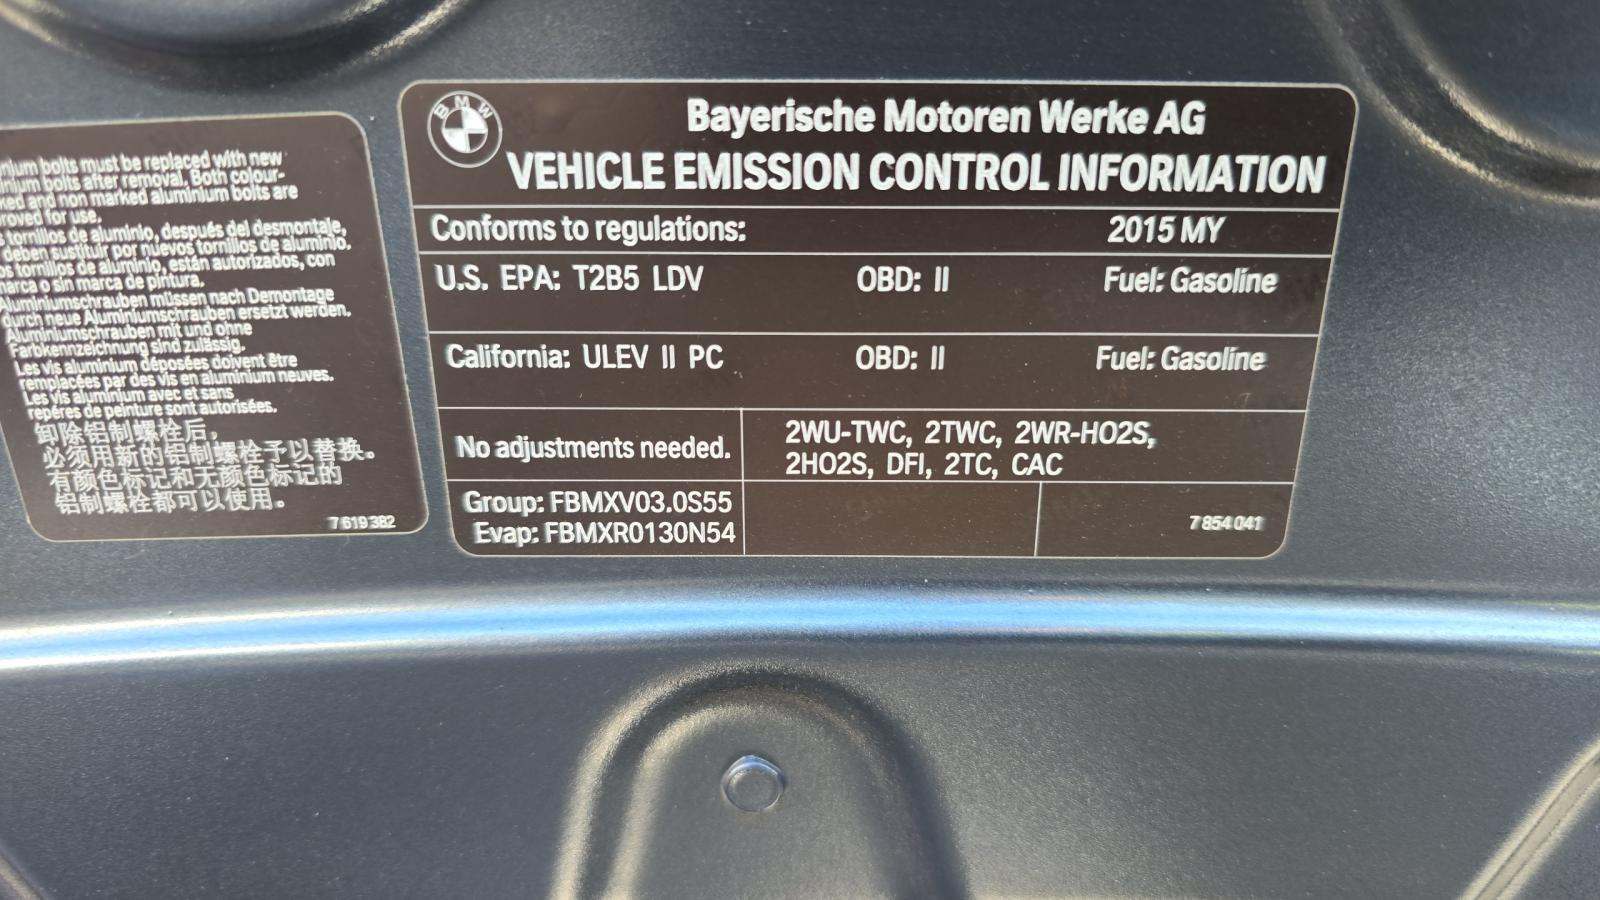 nium bolts must be replaced with new
inium bolts after removal. Both colour-
ked and non marked aluminium bolts are
roved for use.
s tornillos de aluminio, después del desmontaje,
deben sustituir por nuevos tornillos de aluminio.
os tornillos de aluminio, están autorizados, con
narca o sin marca de pintura.
Aluminiumschrauben müssen nach Demontage
durch neue Aluminiumschrauben ersetzt werden.
Aluminiumschrauben mit und ohne
Farbkennzeichnung sind zulässig.
Les vis aluminium déposées doivent être
remplacées par des vis en aluminium neuves.
Les vis aluminium avec et sans
repères de peinture sont autorisées.
卸除铝制螺栓后，
必须用新的铝制螺栓予以替换。
有颜色标记和无颜色标记的
铝制螺栓都可以使用。
7 619 382
BMW
Bayerische Motoren Werke AG
VEHICLE EMISSION CONTROL INFORMATION
Conforms to regulations: 2015 MY
U.S. EPA: T2B5 LDV OBD: II Fuel: Gasoline
California: ULEV II PC OBD: II Fuel: Gasoline
No adjustments needed.
2WU-TWC, 2TWC, 2WR-HO2S,
2HO2S, DFI, 2TC, CAC
Group: FBMXV03.0S55
Evap: FBMXR0130N54
7 854 041